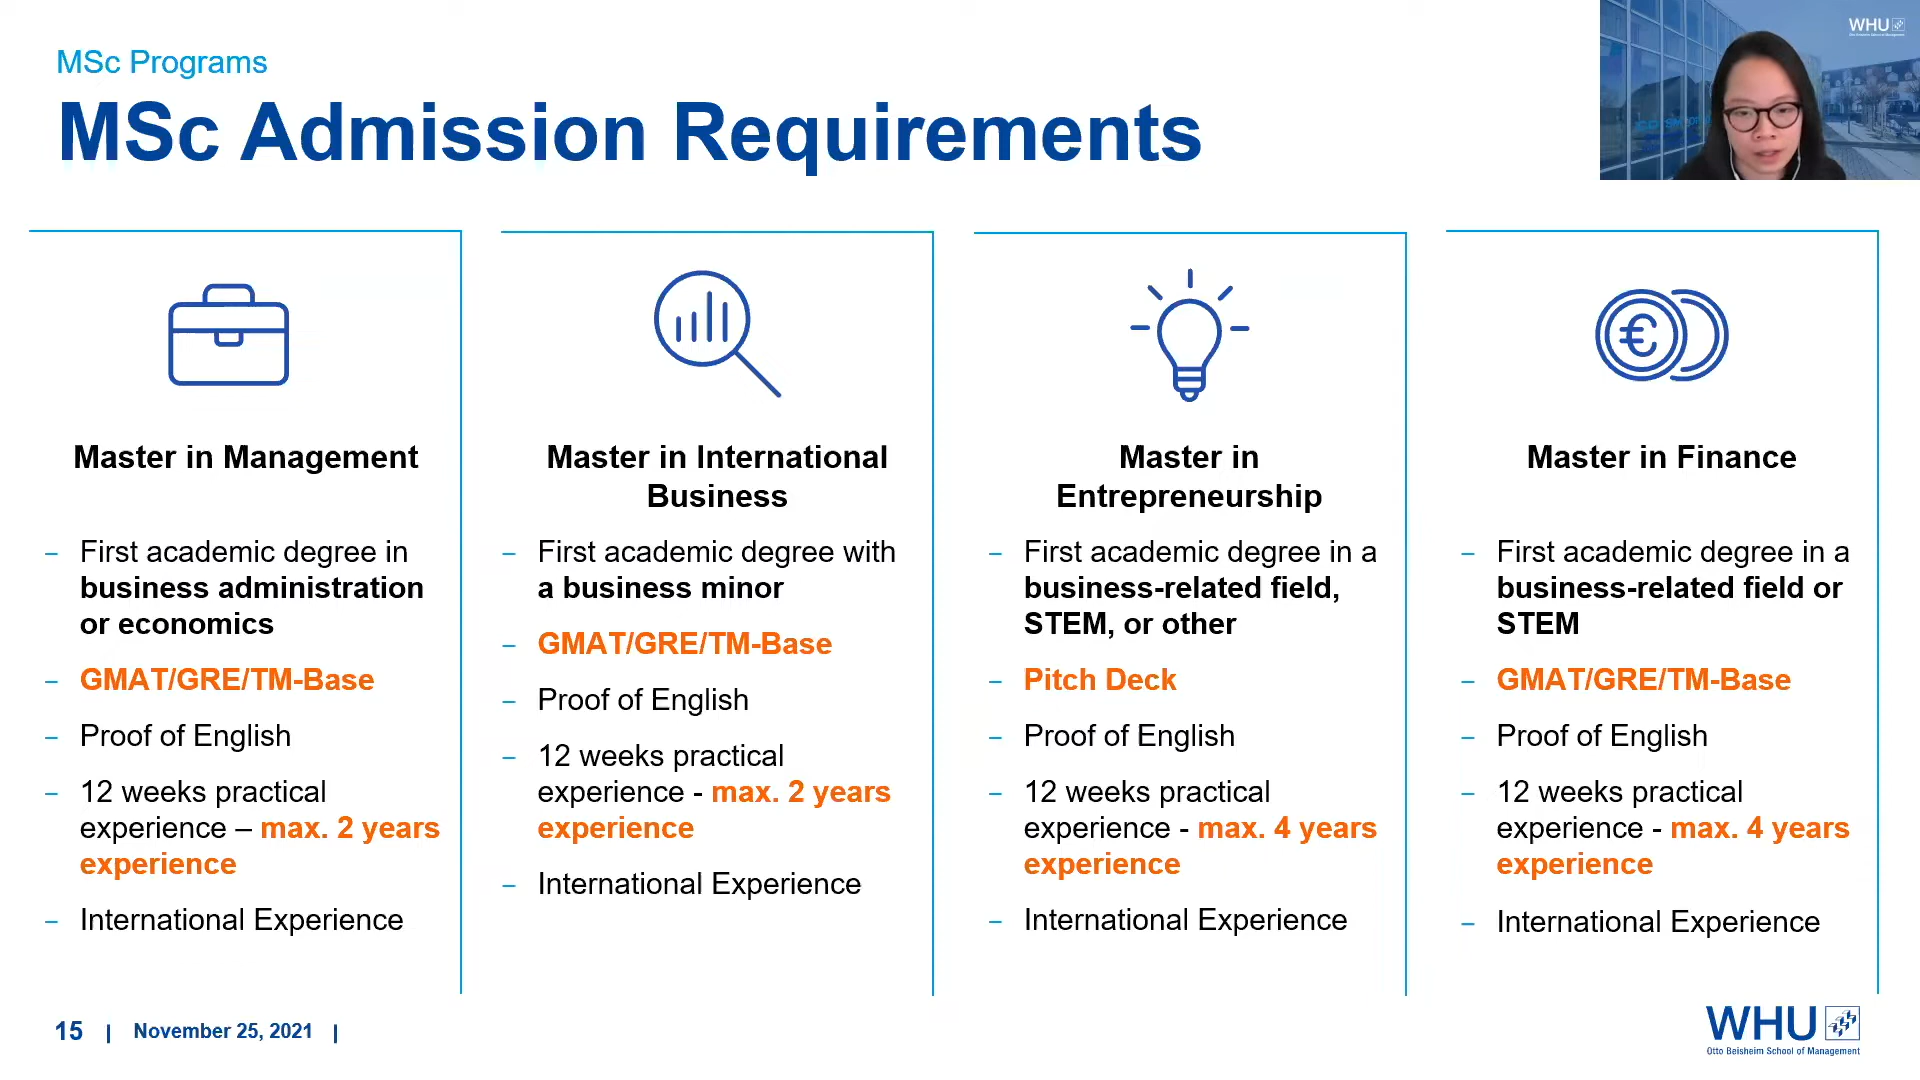 MSc Programs
MSc Admission Requirements
WHU
Master in Management
– First academic degree in
business administration
or economics
– GMAT/GRE/TM-Base
– Proof of English
– 12 weeks practical
experience – max. 2 years
experience
– International Experience
Master in International
Business
– First academic degree with
a business minor
– GMAT/GRE/TM-Base
– Proof of English
– 12 weeks practical
experience - max. 2 years
experience
– International Experience
Master in
Entrepreneurship
– First academic degree in a
business-related field,
STEM, or other
– Pitch Deck
– Proof of English
– 12 weeks practical
experience - max. 4 years
experience
– International Experience
Master in Finance
– First academic degree in a
business-related field or
STEM
– GMAT/GRE/TM-Base
– Proof of English
– 12 weeks practical
experience - max. 4 years
experience
– International Experience
15 | November 25, 2021 |
WHU
Otto Beisheim School of Management